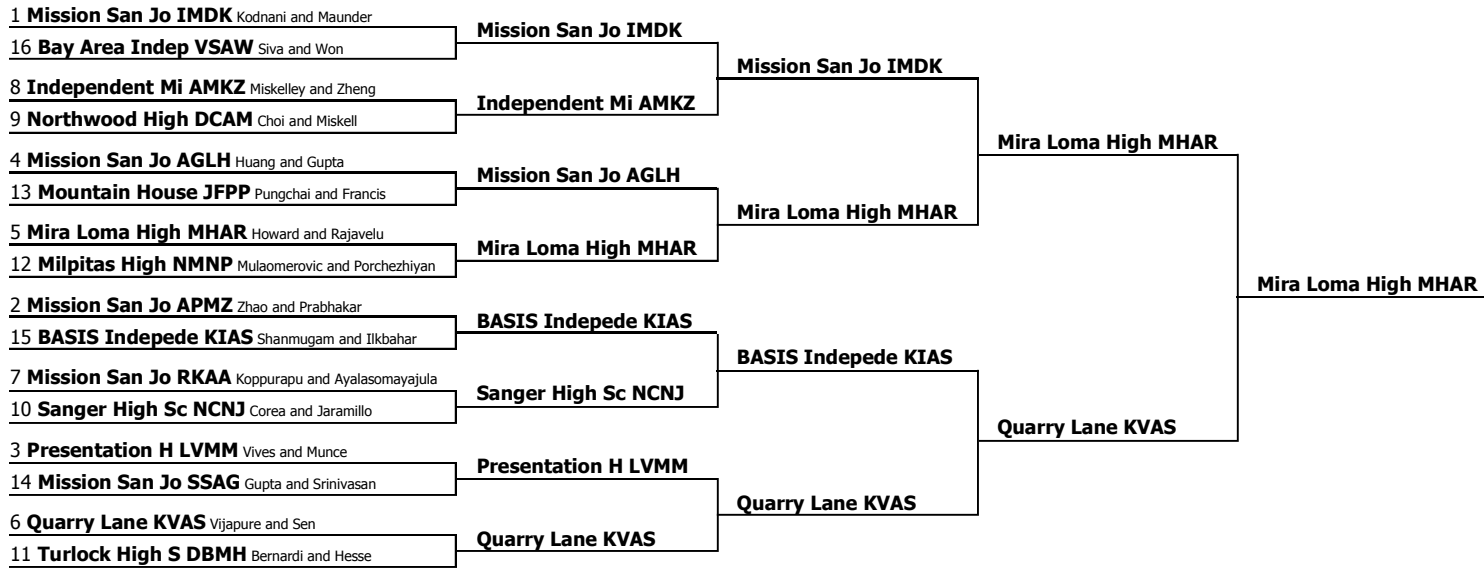 1 Mission San Jo IMDK Kodnani and Maunder
16 Bay Area Indep VSAW Siva and Won
8 Independent Mi AMKZ Miskelley and Zheng
9 Northwood High DCAM Choi and Miskell
4 Mission San Jo AGLH Huang and Gupta
13 Mountain House JFPP Pungchai and Francis
5 Mira Loma High MHAR Howard and Rajavelu
12 Milpitas High NMNP Mulaomerovic and Porchezhiyan
2 Mission San Jo APMZ Zhao and Prabhakar
15 BASIS Indepede KIAS Shanmugam and Ilkbahar
7 Mission San Jo RKAA Koppurapu and Ayalasomayajula
10 Sanger High Sc NCNJ Corea and Jaramillo
3 Presentation H LVMM Vives and Munce
14 Mission San Jo SSAG Gupta and Srinivasan
6 Quarry Lane KVAS Vijapure and Sen
11 Turlock High S DBMH Bernardi and Hesse
Mission San Jo IMDK
Independent Mi AMKZ
Mission San Jo AGLH
Mira Loma High MHAR
BASIS Indepede KIAS
Sanger High Sc NCNJ
Presentation H LVMM
Quarry Lane KVAS
Mission San Jo IMDK
Mira Loma High MHAR
BASIS Indepede KIAS
Quarry Lane KVAS
Mira Loma High MHAR
Quarry Lane KVAS
Mira Loma High MHAR